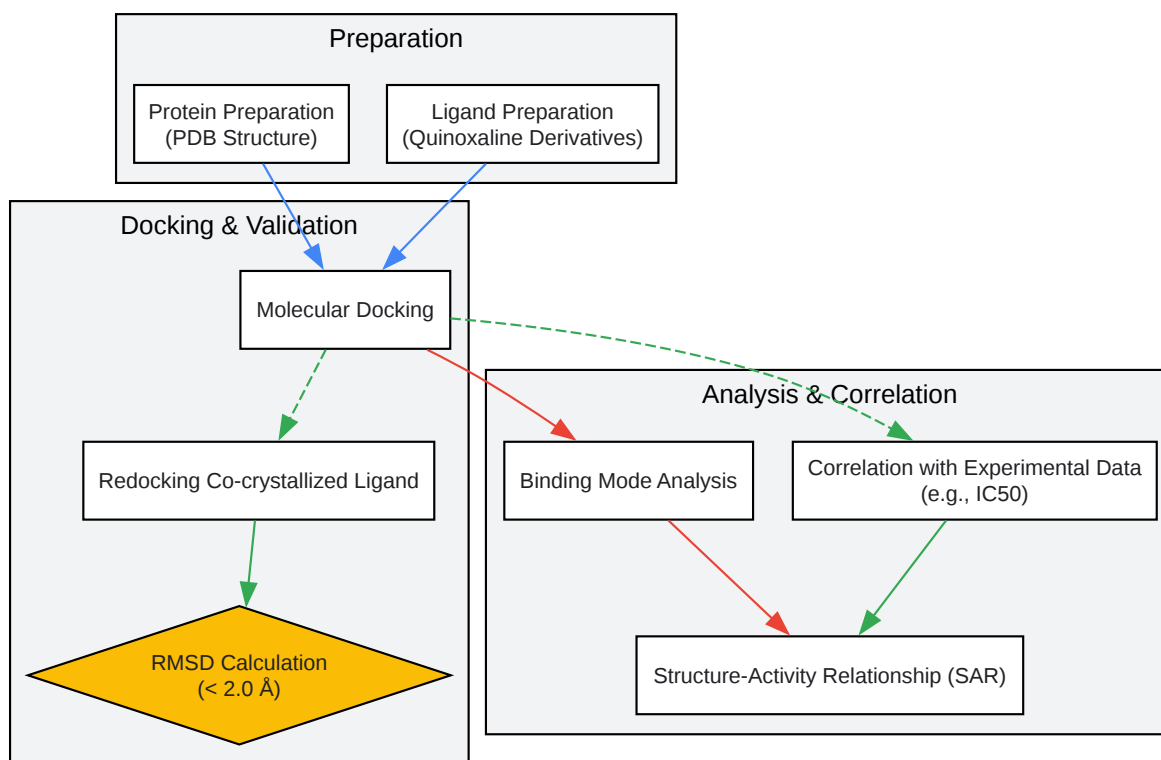 Preparation
Protein Preparation
(PDB Structure)
Ligand Preparation
(Quinoxaline Derivatives)
Docking & Validation
Molecular Docking
Redocking Co-crystallized Ligand
RMSD Calculation
(< 2.0 Å)
Analysis & Correlation
Binding Mode Analysis
Correlation with Experimental Data
(e.g., IC50)
Structure-Activity Relationship (SAR)